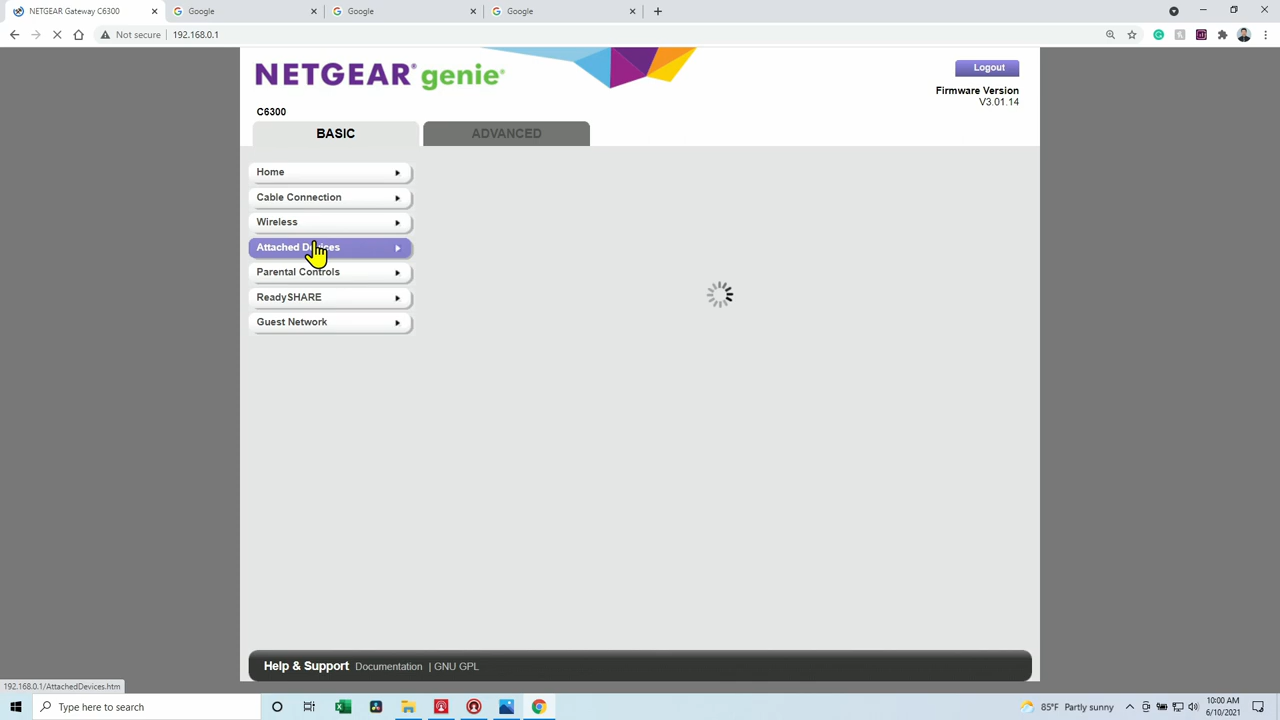 NETGEAR Gateway C6300
Google
Google
Google
Not secure
192.168.0.1
NETGEAR® genie®
Logout
Firmware Version
V3.01.14
C6300
BASIC
ADVANCED
Home
Cable Connection
Wireless
Attached Devices
Parental Controls
ReadySHARE
Guest Network
Help & Support Documentation | GNU GPL
192.168.0.1/AttachedDevices.htm
Type here to search
85°F Partly sunny
10:00 AM
6/10/2021